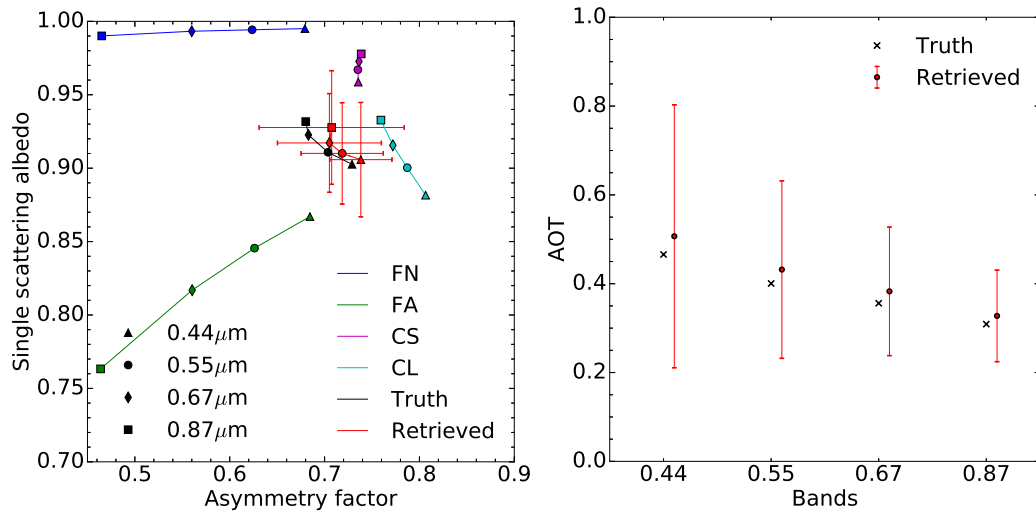 1.00
0.95
0.90
0.85
0.80
0.75
0.70
Single scattering albedo
0.5
0.6
0.7
0.8
0.9
Asymmetry factor
0.44μm
0.55μm
0.67μm
0.87μm
FN
FA
CS
CL
Truth
Retrieved
1.0
0.8
0.6
0.4
0.2
0.0
AOT
0.44
0.55
0.67
0.87
Bands
Truth
Retrieved